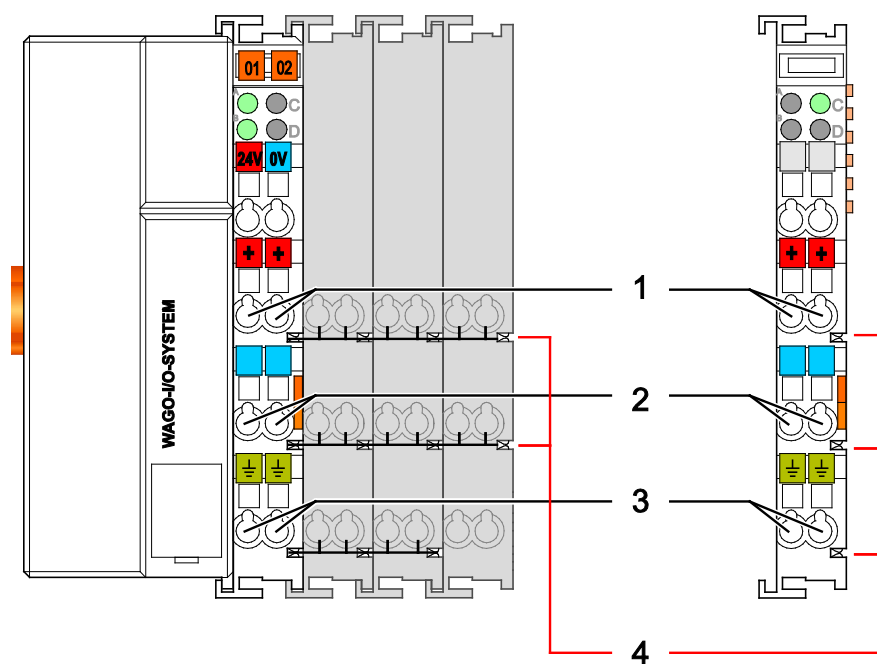 01 02
A C
B D
24V 0V
+ +
WAGO-I/O-SYSTEM
A C
B D
+ +
1
2
3
4